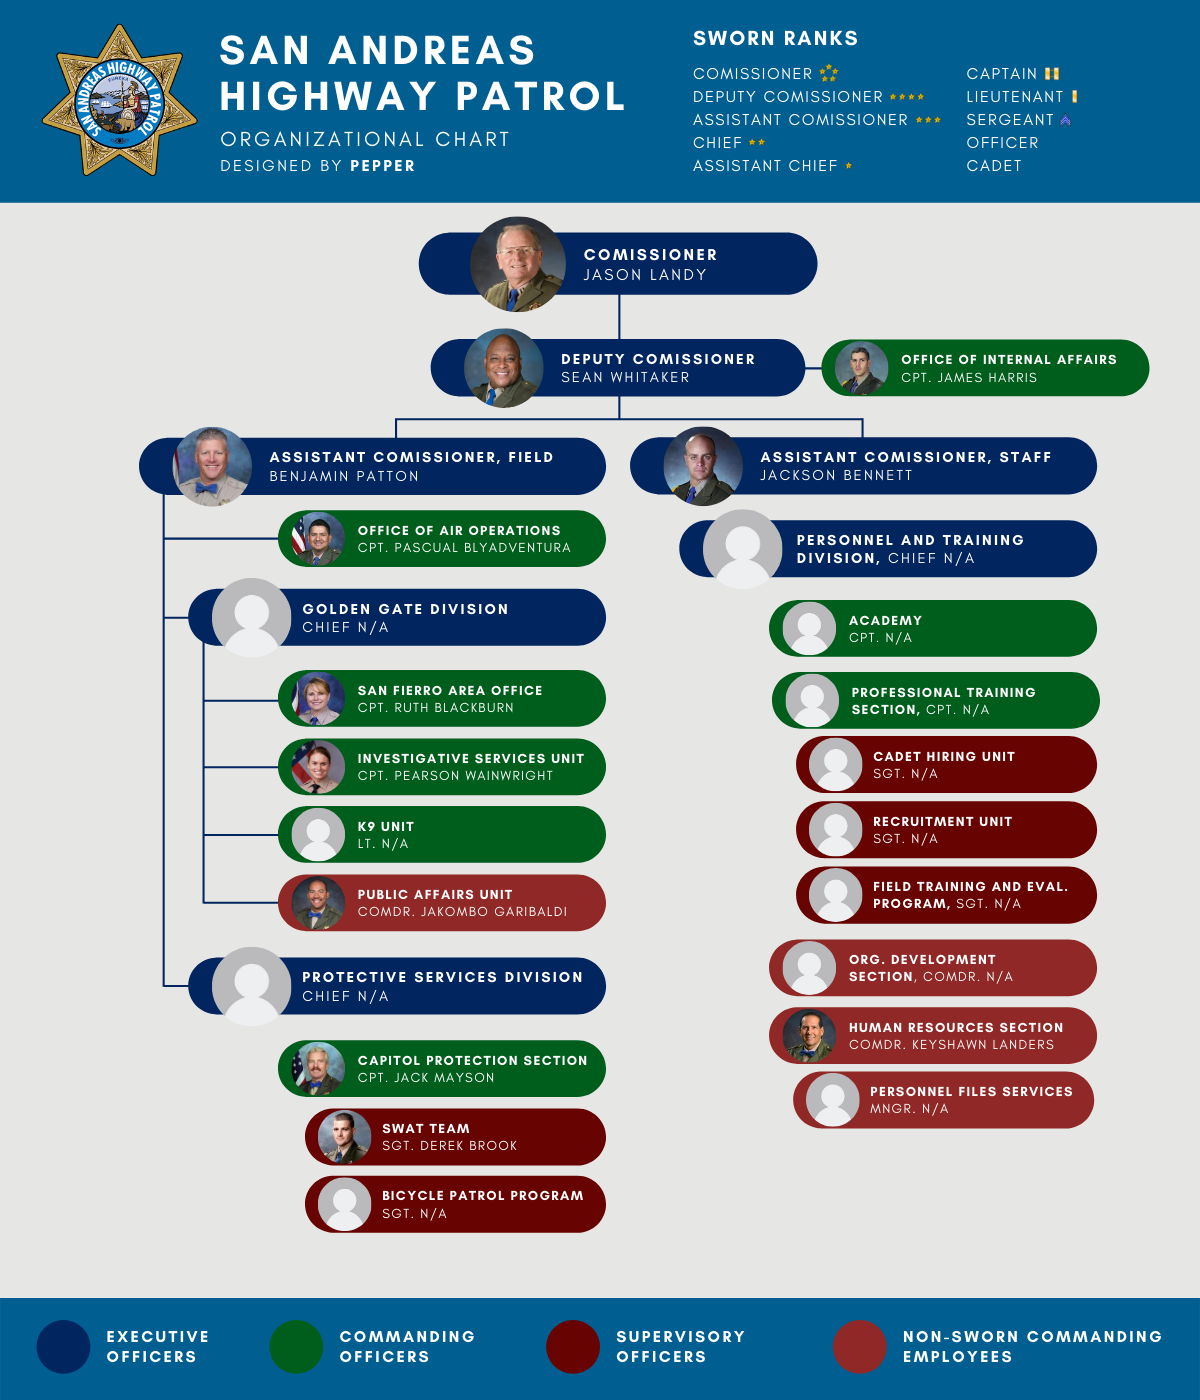 SAN ANDREAS HIGHWAY PATROL
EUREKA
SAN ANDREAS
HIGHWAY PATROL
ORGANIZATIONAL CHART
DESIGNED BY PEPPER
SWORN RANKS
COMISSIONER
DEPUTY COMISSIONER
ASSISTANT COMISSIONER
CHIEF
ASSISTANT CHIEF
CAPTAIN
LIEUTENANT
SERGEANT
OFFICER
CADET
COMISSIONER
JASON LANDY
DEPUTY COMISSIONER
SEAN WHITAKER
OFFICE OF INTERNAL AFFAIRS
CPT. JAMES HARRIS
ASSISTANT COMISSIONER, FIELD
BENJAMIN PATTON
OFFICE OF AIR OPERATIONS
CPT. PASCUAL BLYADVENTURA
GOLDEN GATE DIVISION
CHIEF N/A
SAN FIERRO AREA OFFICE
CPT. RUTH BLACKBURN
INVESTIGATIVE SERVICES UNIT
CPT. PEARSON WAINWRIGHT
K9 UNIT
LT. N/A
PUBLIC AFFAIRS UNIT
COMDR. JAKOMBO GARIBALDI
PROTECTIVE SERVICES DIVISION
CHIEF N/A
CAPITOL PROTECTION SECTION
CPT. JACK MAYSON
SWAT TEAM
SGT. DEREK BROOK
BICYCLE PATROL PROGRAM
SGT. N/A
ASSISTANT COMISSIONER, STAFF
JACKSON BENNETT
PERSONNEL AND TRAINING
DIVISION, CHIEF N/A
ACADEMY
CPT. N/A
PROFESSIONAL TRAINING
SECTION, CPT. N/A
CADET HIRING UNIT
SGT. N/A
RECRUITMENT UNIT
SGT. N/A
FIELD TRAINING AND EVAL.
PROGRAM, SGT. N/A
ORG. DEVELOPMENT
SECTION, COMDR. N/A
HUMAN RESOURCES SECTION
COMDR. KEYSHAWN LANDERS
PERSONNEL FILES SERVICES
MNGR. N/A
EXECUTIVE
OFFICERS
COMMANDING
OFFICERS
SUPERVISORY
OFFICERS
NON-SWORN COMMANDING
EMPLOYEES